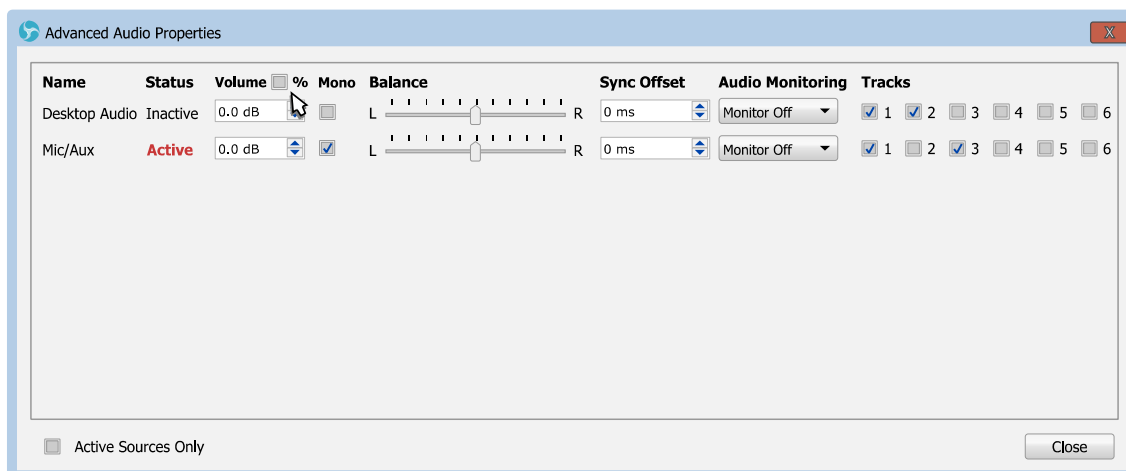 Advanced Audio Properties
X
Name Status Volume % Mono Balance Sync Offset Audio Monitoring Tracks
Desktop Audio Inactive 0.0 dB L R 0 ms Monitor Off 1 2 3 4 5 6
Mic/Aux Active 0.0 dB L R 0 ms Monitor Off 1 2 3 4 5 6
Active Sources Only Close